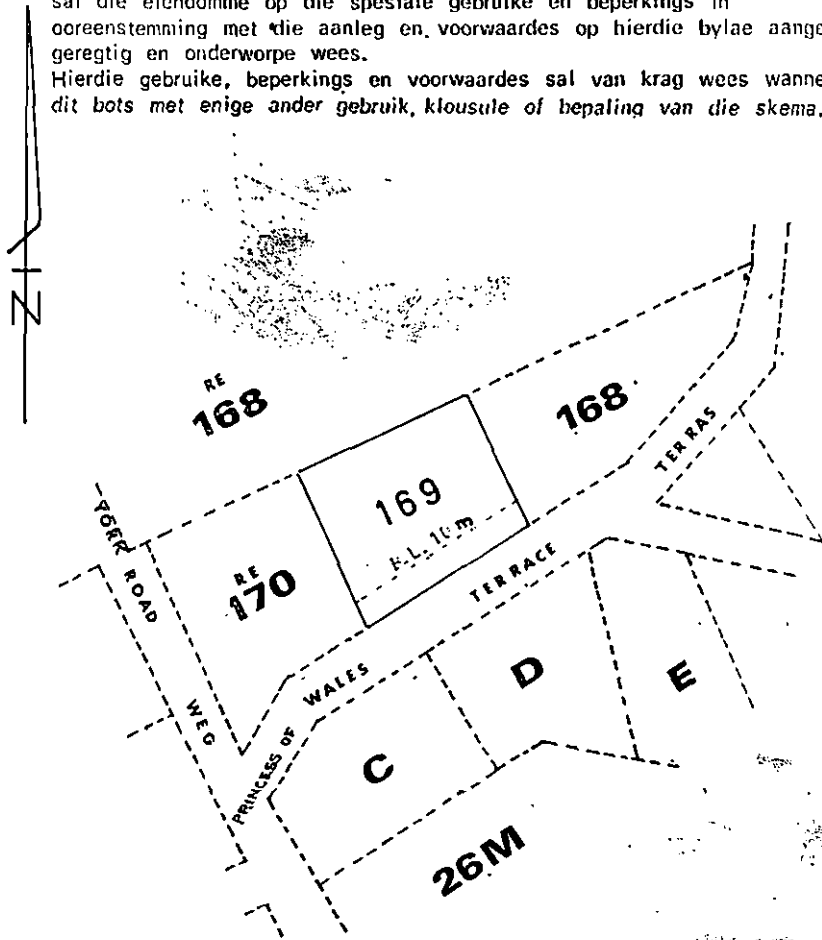 sal die eiendomme op die spesiale gebruike en beperkings in
ooreenstemming met die aanleg en voorwaardes op hierdie bylae aange
geregtig en onderworpe wees.
Hierdie gebruike, beperkings en voorwaardes sal van krag wees wanne
dit bots met enige ander gebruik, klousule of bepaling van die skema.
N
RE
168
168
169
B.L. 10m
RE
170
YORK ROAD
WEG
PRINCESS OF WALES TERRACE
TERRAS
C
D
E
26M